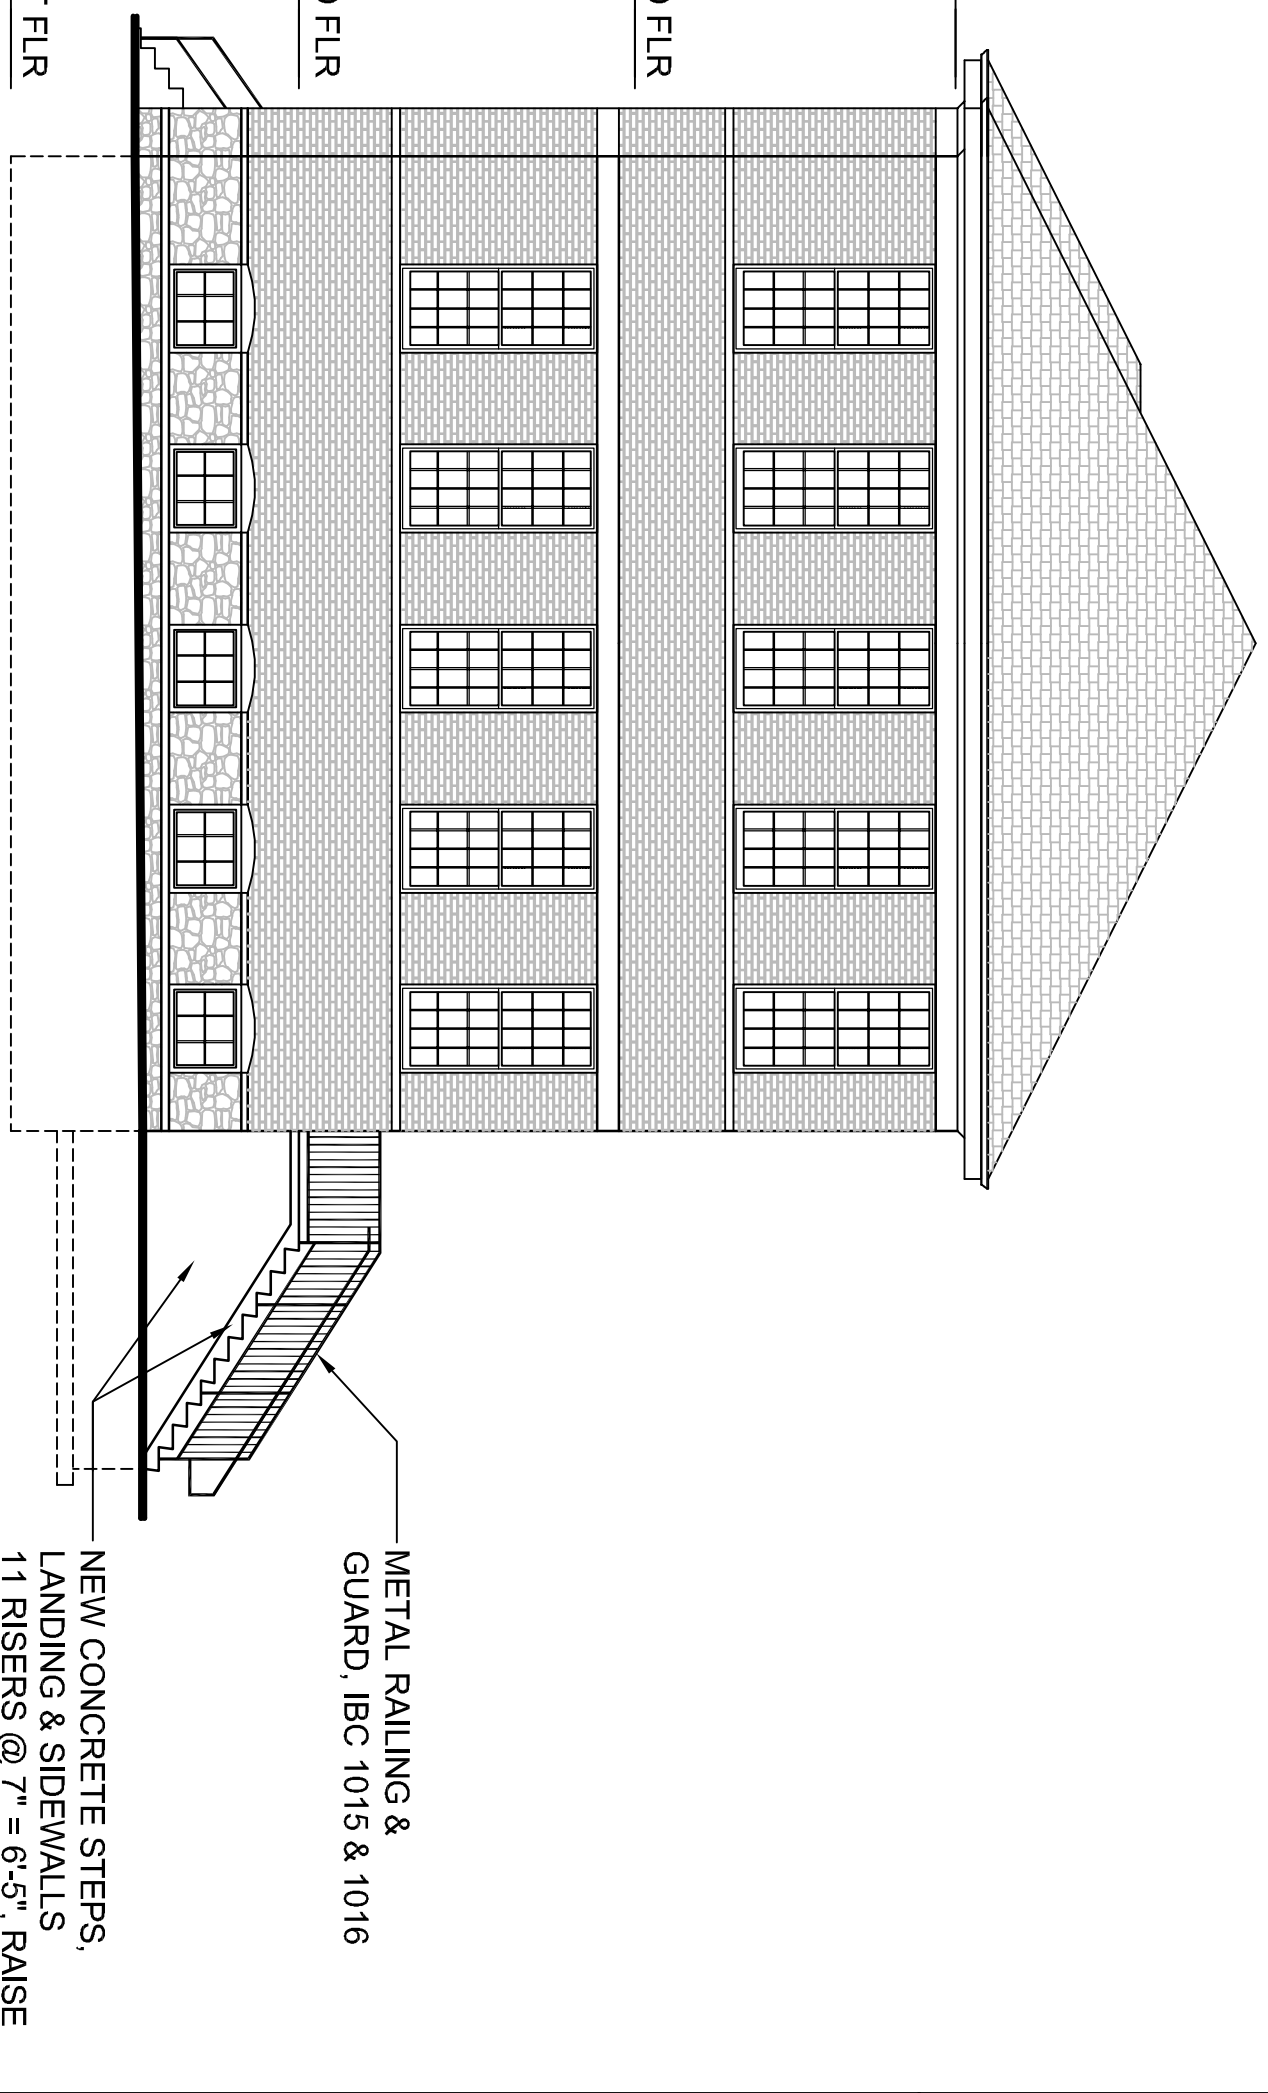 FLR
FLR
FLR
METAL RAILING &
GUARD, IBC 1015 & 1016
NEW CONCRETE STEPS,
LANDING & SIDEWALLS
11 RISERS @ 7" = 6'-5", RAISE